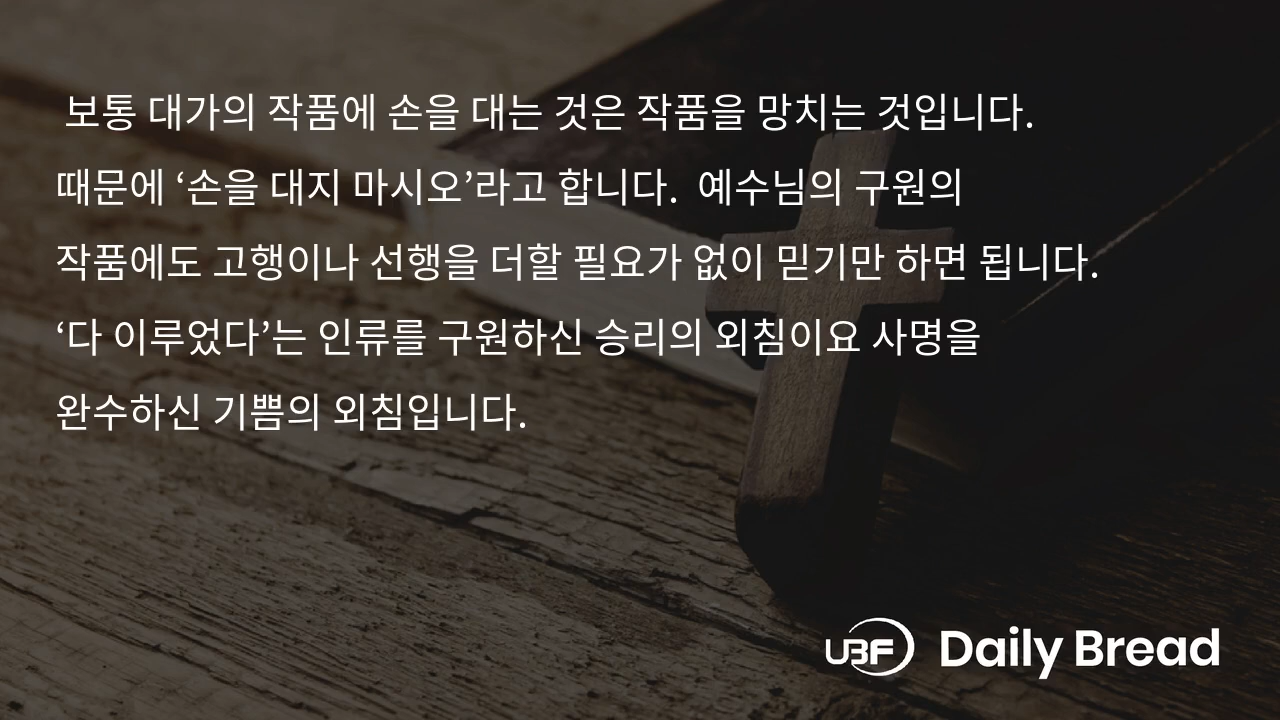 보통 대가의 작품에 손을 대는 것은 작품을 망치는 것입니다.
때문에 ‘손을 대지 마시오’라고 합니다.  예수님의 구원의
작품에도 고행이나 선행을 더할 필요가 없이 믿기만 하면 됩니다.
‘다 이루었다’는 인류를 구원하신 승리의 외침이요 사명을
완수하신 기쁨의 외침입니다.
UBF Daily Bread